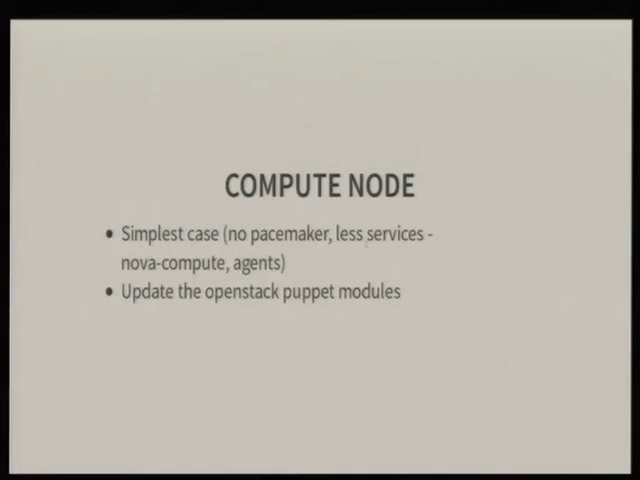 COMPUTE NODE
• Simplest case (no pacemaker, less services -
nova-compute, agents)
• Update the openstack puppet modules